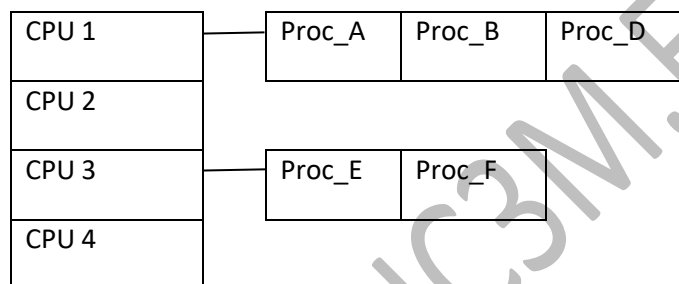 CPU 1 Proc_A Proc_B Proc_D
CPU 2
CPU 3 Proc_E Proc_F
CPU 4